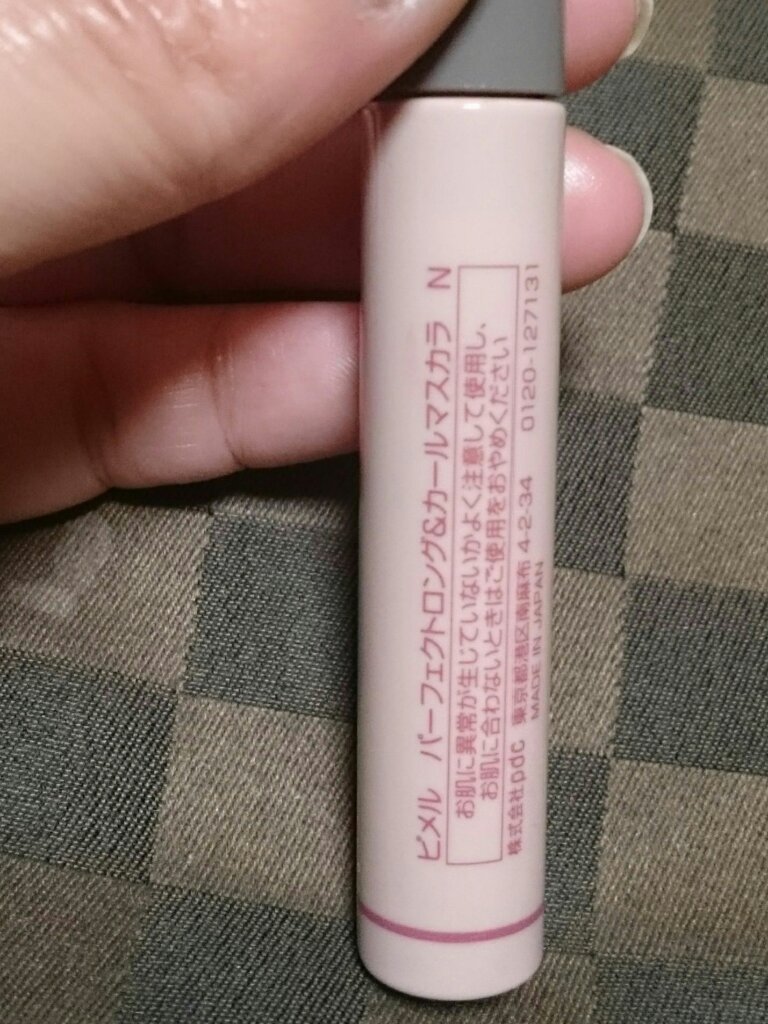 ピメル パーフェクトロング&カールマスカラ N
お肌に異常が生じていないかよく注意して使用し、
お肌に合わないときはご使用をおやめください
株式会社pdc 東京都港区南麻布 4-2-34 0120-127131
MADE IN JAPAN